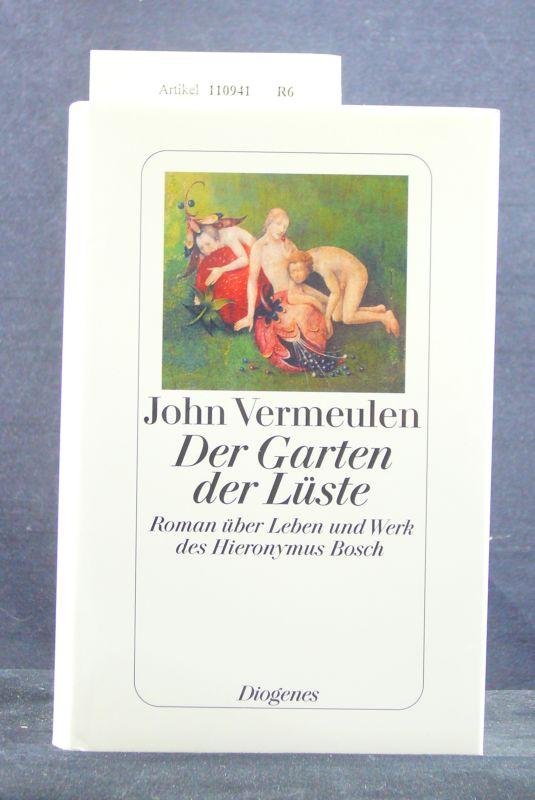 Artikel 110941 R6
John Vermeulen
Der Garten
der Lüste
Roman über Leben und Werk
des Hieronymus Bosch
Diogenes